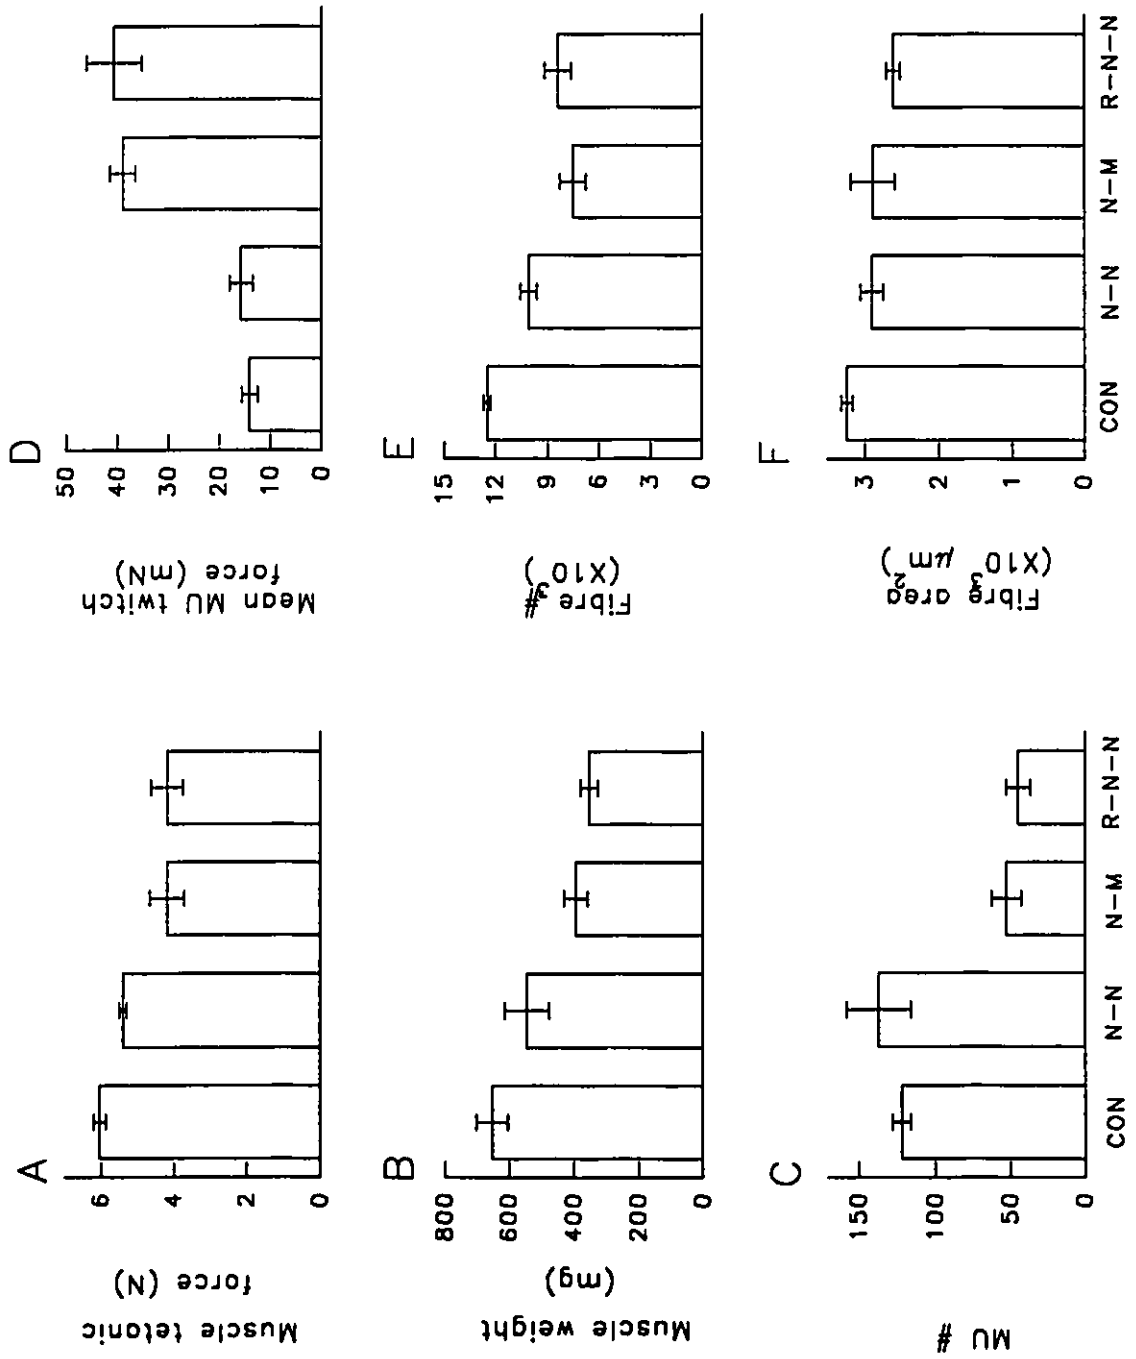 A
6
4
2
0
Muscle tetanic
force (N)
B
800
600
400
200
0
Muscle weight
(mg)
C
150
100
50
0
MU #
CON N-N N-M R-N-N
D
50
40
30
20
10
0
Mean MU twitch
force (mN)
E
15
12
9
6
3
0
Fibre #
(X10³)
F
3
2
1
0
Fibre area
(X10³ μm²)
CON N-N N-M R-N-N